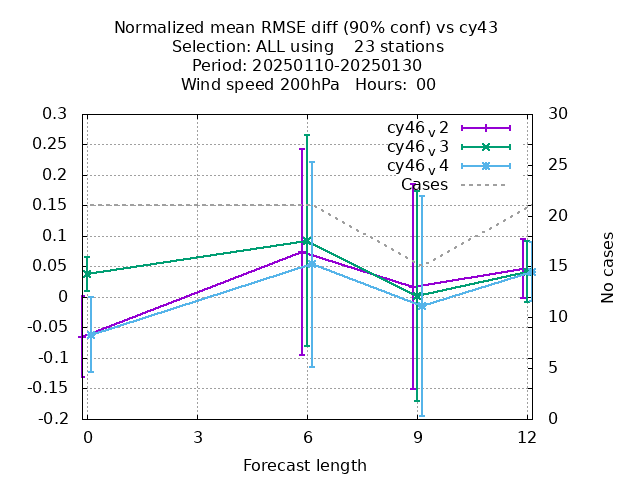 Normalized mean RMSE diff (90% conf) vs cy43
Selection: ALL using    23 stations
Period: 20250110-20250130
Wind speed 200hPa   Hours:  00
0.3
0.25
0.2
0.15
0.1
0.05
0
-0.05
-0.1
-0.15
-0.2
30
25
20
15
10
5
0
No cases
cy46v2
cy46v3
cy46v4
Cases
0 3 6 9 12
Forecast length